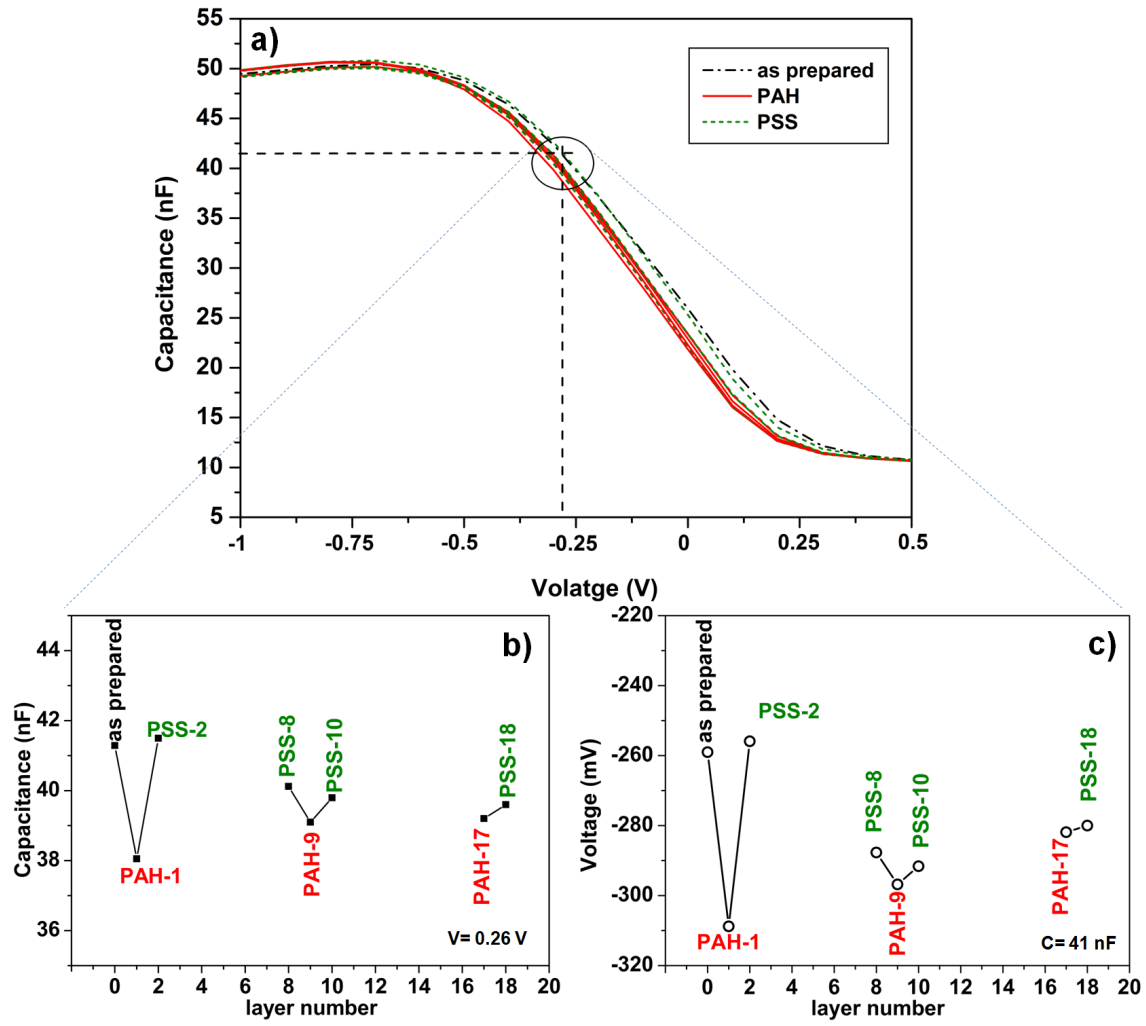 a)
as prepared
PAH
PSS
55
50
45
40
35
30
25
20
15
10
5
Capacitance (nF)
-1
-0.75
-0.5
-0.25
0
0.25
0.5
Volatge (V)
b)
44
42
40
38
36
Capacitance (nF)
as prepared
PAH-1
PSS-2
PSS-8
PAH-9
PSS-10
PAH-17
PSS-18
V= 0.26 V
0 2 4 6 8 10 12 14 16 18 20
layer number
c)
-220
-240
-260
-280
-300
-320
Voltage (mV)
as prepared
PAH-1
PSS-2
PSS-8
PAH-9
PSS-10
PAH-17
PSS-18
C= 41 nF
0 2 4 6 8 10 12 14 16 18 20
layer number